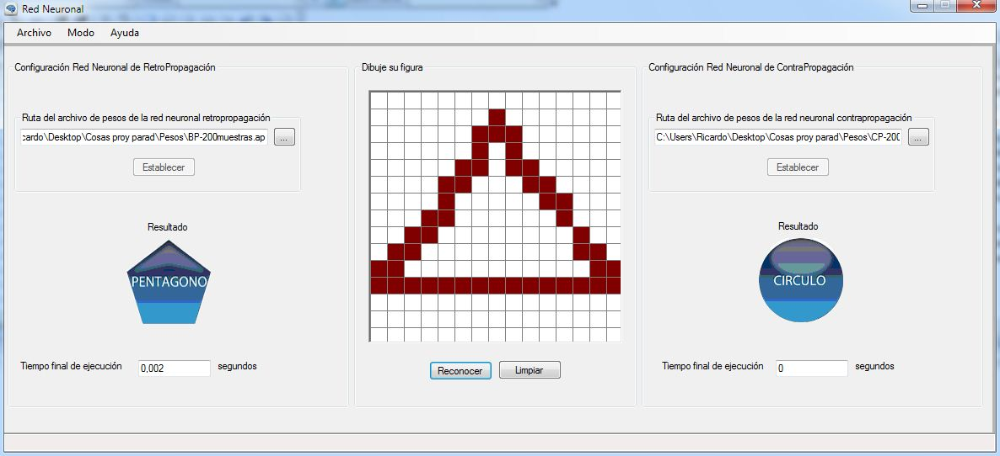 Red Neuronal
Archivo Modo Ayuda
Configuración Red Neuronal de RetroPropagación
Ruta del archivo de pesos de la red neuronal retropropagación
cardo\Desktop\Cosas proy parad\Pesos\BP-200muestras.ap
...
Establecer
Resultado
PENTAGONO
Tiempo final de ejecución 0,002 segundos
Dibuje su figura
Reconocer Limpiar
Configuración Red Neuronal de ContraPropagación
Ruta del archivo de pesos de la red neuronal contrapropagación
C:\Users\Ricardo\Desktop\Cosas proy parad\Pesos\CP-200
...
Establecer
Resultado
CIRCULO
Tiempo final de ejecución 0 segundos